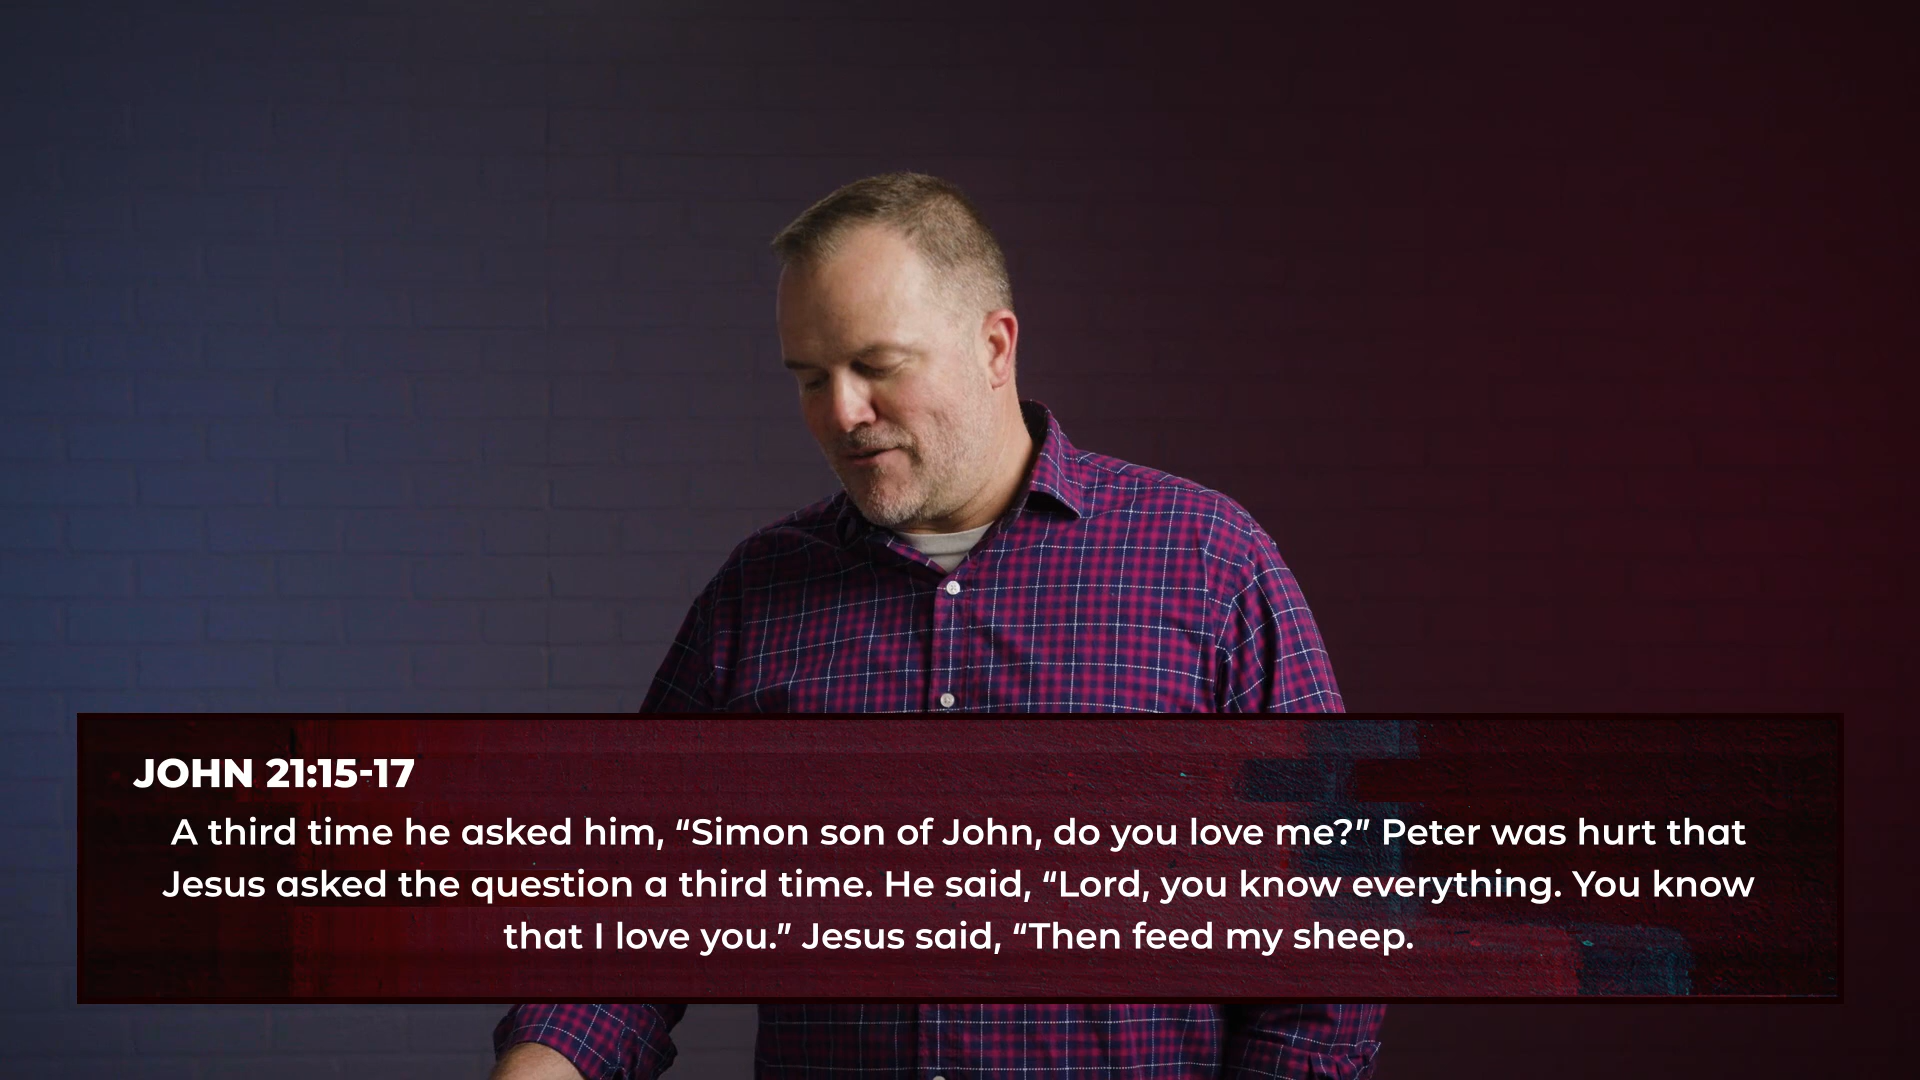 JOHN 21:15-17
A third time he asked him, “Simon son of John, do you love me?” Peter was hurt that
Jesus asked the question a third time. He said, “Lord, you know everything. You know
that I love you.” Jesus said, “Then feed my sheep.